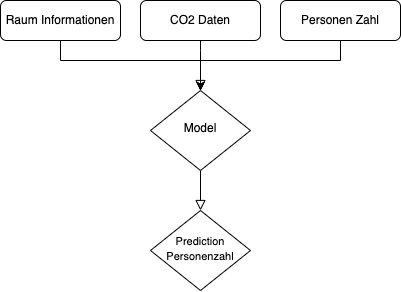 Raum Informationen
CO2 Daten
Personen Zahl
Model
Prediction
Personenzahl